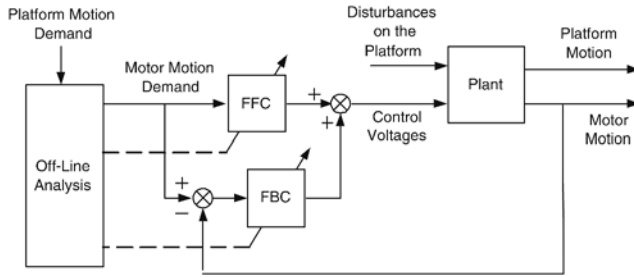 Platform Motion
Demand
Disturbances
on the
Platform
Platform
Motion
Motor Motion
Demand
FFC
+
+
Control
Voltages
Plant
Motor
Motion
Off-Line
Analysis
+
−
FBC